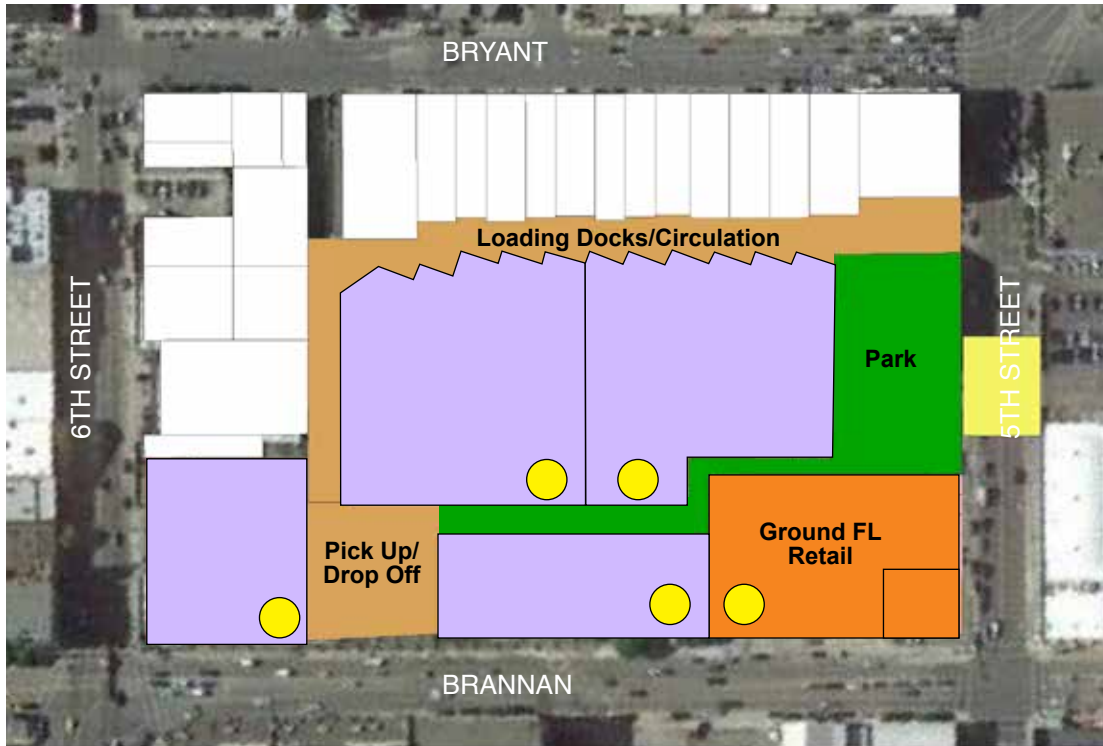 BRYANT
Loading Docks/Circulation
6TH STREET
Park
5TH STREET
Ground FL
Retail
Pick Up/
Drop Off
BRANNAN